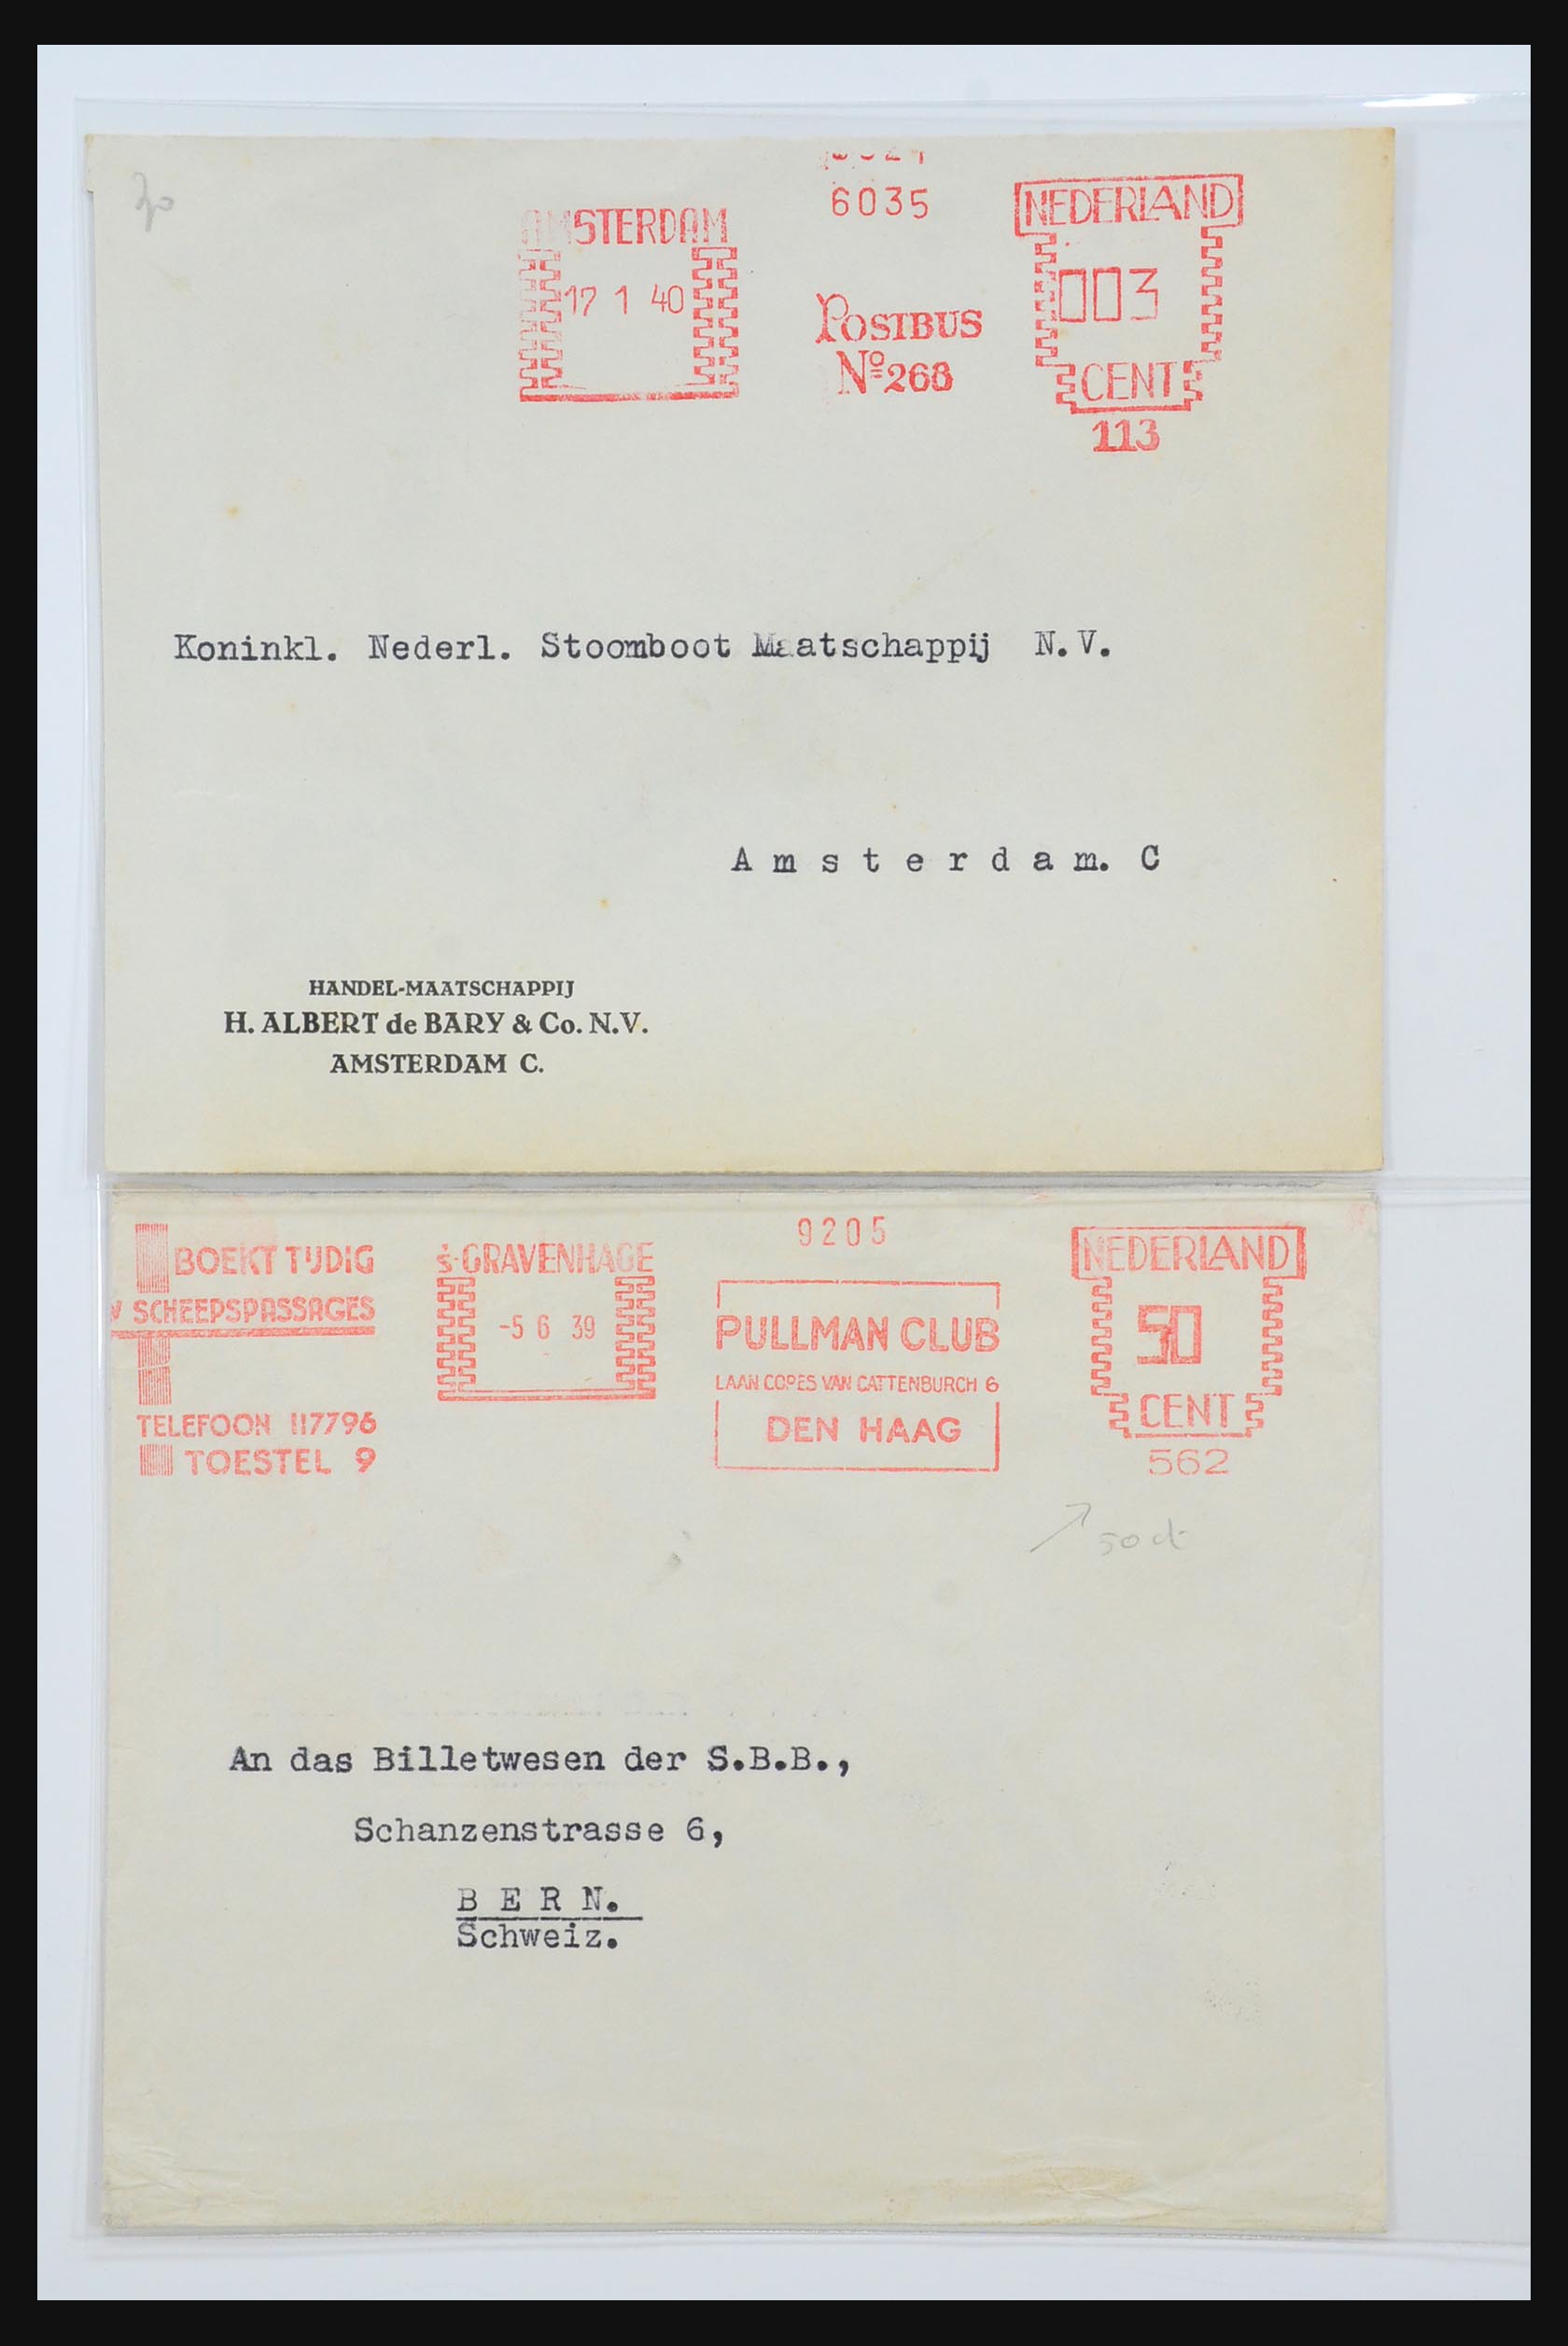 6035
AMSTERDAM
17 1 40
POSTBUS
No 268
NEDERLAND
003
CENT
113
Koninkl. Nederl. Stoomboot Maatschappij N.V.
A m s t e r d a m. C
HANDEL-MAATSCHAPPIJ
H. ALBERT de BARY & Co. N.V.
AMSTERDAM C.
BOEKT TIJDIG
UW SCHEEPSPASSAGES
TELEFOON 117796
TOESTEL 9
's-GRAVENHAGE
-5 6 39
9205
PULLMAN CLUB
LAAN COPES VAN CATTENBURCH 6
DEN HAAG
NEDERLAND
50
CENT
562
50 ct
An das Billetwesen der S.B.B.,
Schanzenstrasse 6,
B E R N.
Schweiz.